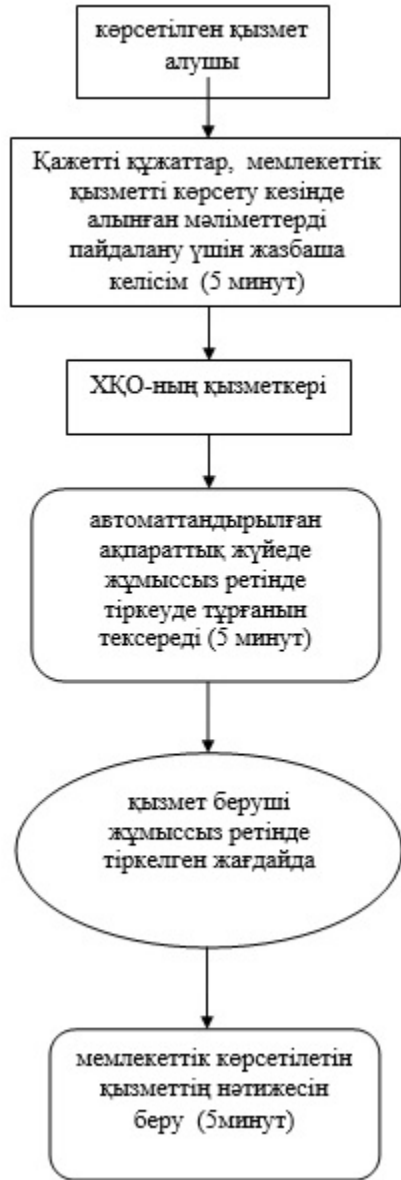 көрсетілген қызмет
алушы
Қажетті құжаттар, мемлекеттік
қызметті көрсету кезінде
алынған мәліметтерді
пайдалану үшін жазбаша
келісім (5 минут)
ХҚО-ның қызметкері
автоматтандырылған
ақпараттық жүйеде
жұмыссыз ретінде
тіркеуде тұрғанын
тексереді (5 минут)
қызмет беруші
жұмыссыз ретінде
тіркелген жағдайда
мемлекеттік көрсетілетін
қызметтің нәтижесін
беру (5минут)